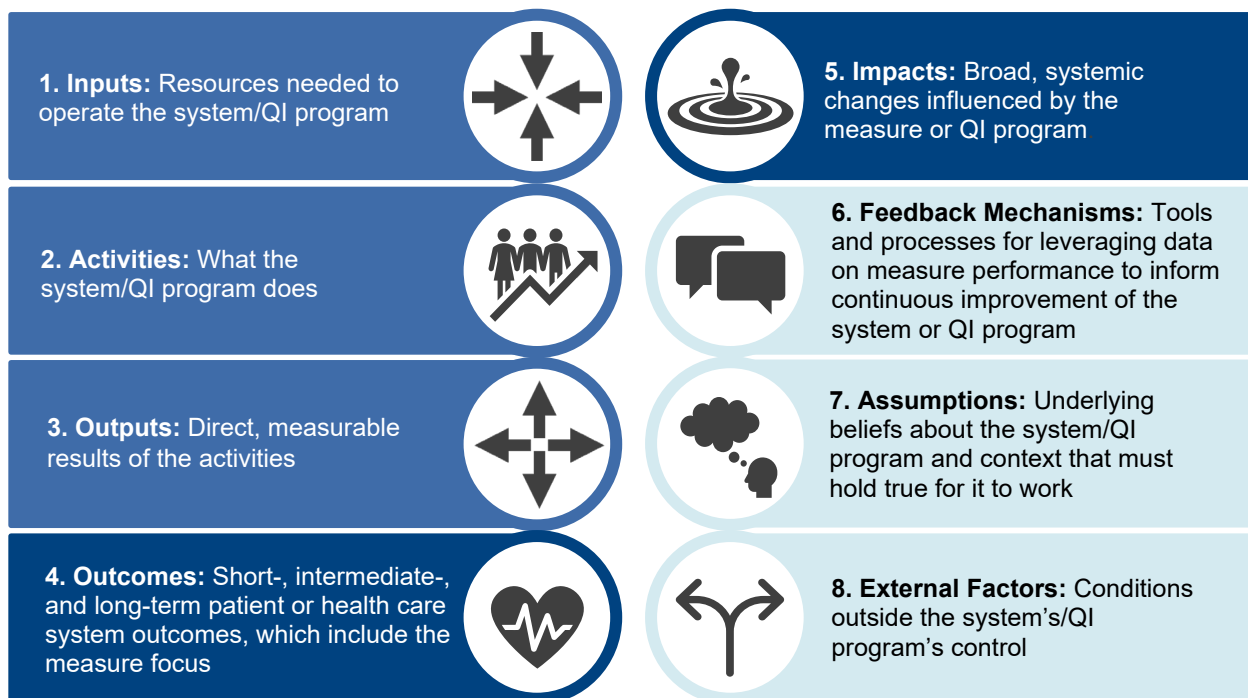 1. Inputs: Resources needed to
operate the system/QI program
2. Activities: What the
system/QI program does
3. Outputs: Direct, measurable
results of the activities
4. Outcomes: Short-, intermediate-,
and long-term patient or health care
system outcomes, which include the
measure focus
5. Impacts: Broad, systemic
changes influenced by the
measure or QI program
6. Feedback Mechanisms: Tools
and processes for leveraging data
on measure performance to inform
continuous improvement of the
system or QI program
7. Assumptions: Underlying
beliefs about the system/QI
program and context that must
hold true for it to work
8. External Factors: Conditions
outside the system’s/QI
program’s control